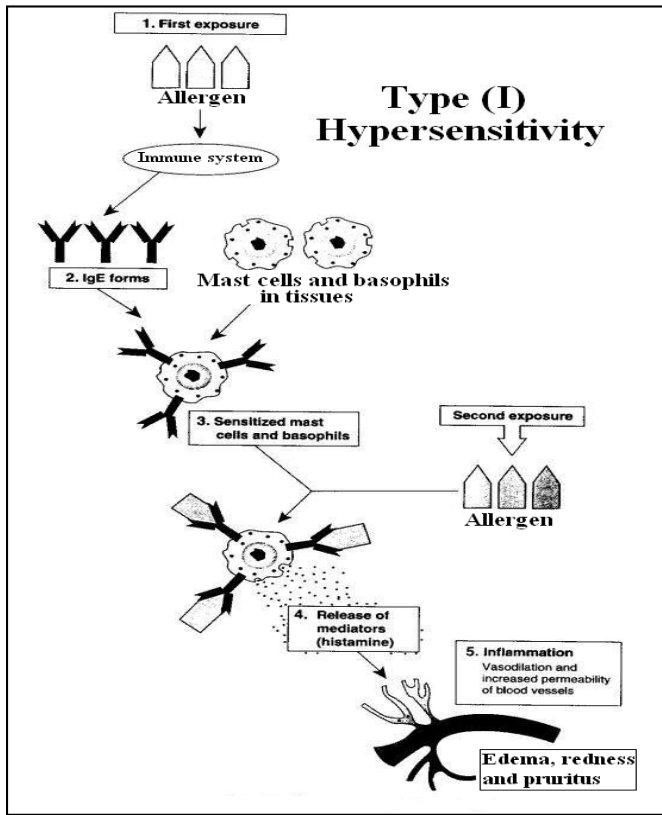 1. First exposure
Allergen
Type (I)
Hypersensitivity
Immune system
2. IgE forms
Mast cells and basophils
in tissues
3. Sensitized mast
cells and basophils
Second exposure
Allergen
4. Release of
mediators
(histamine)
5. Inflammation
Vasodilation and
increased permeability
of blood vessels
Edema, redness
and pruritus